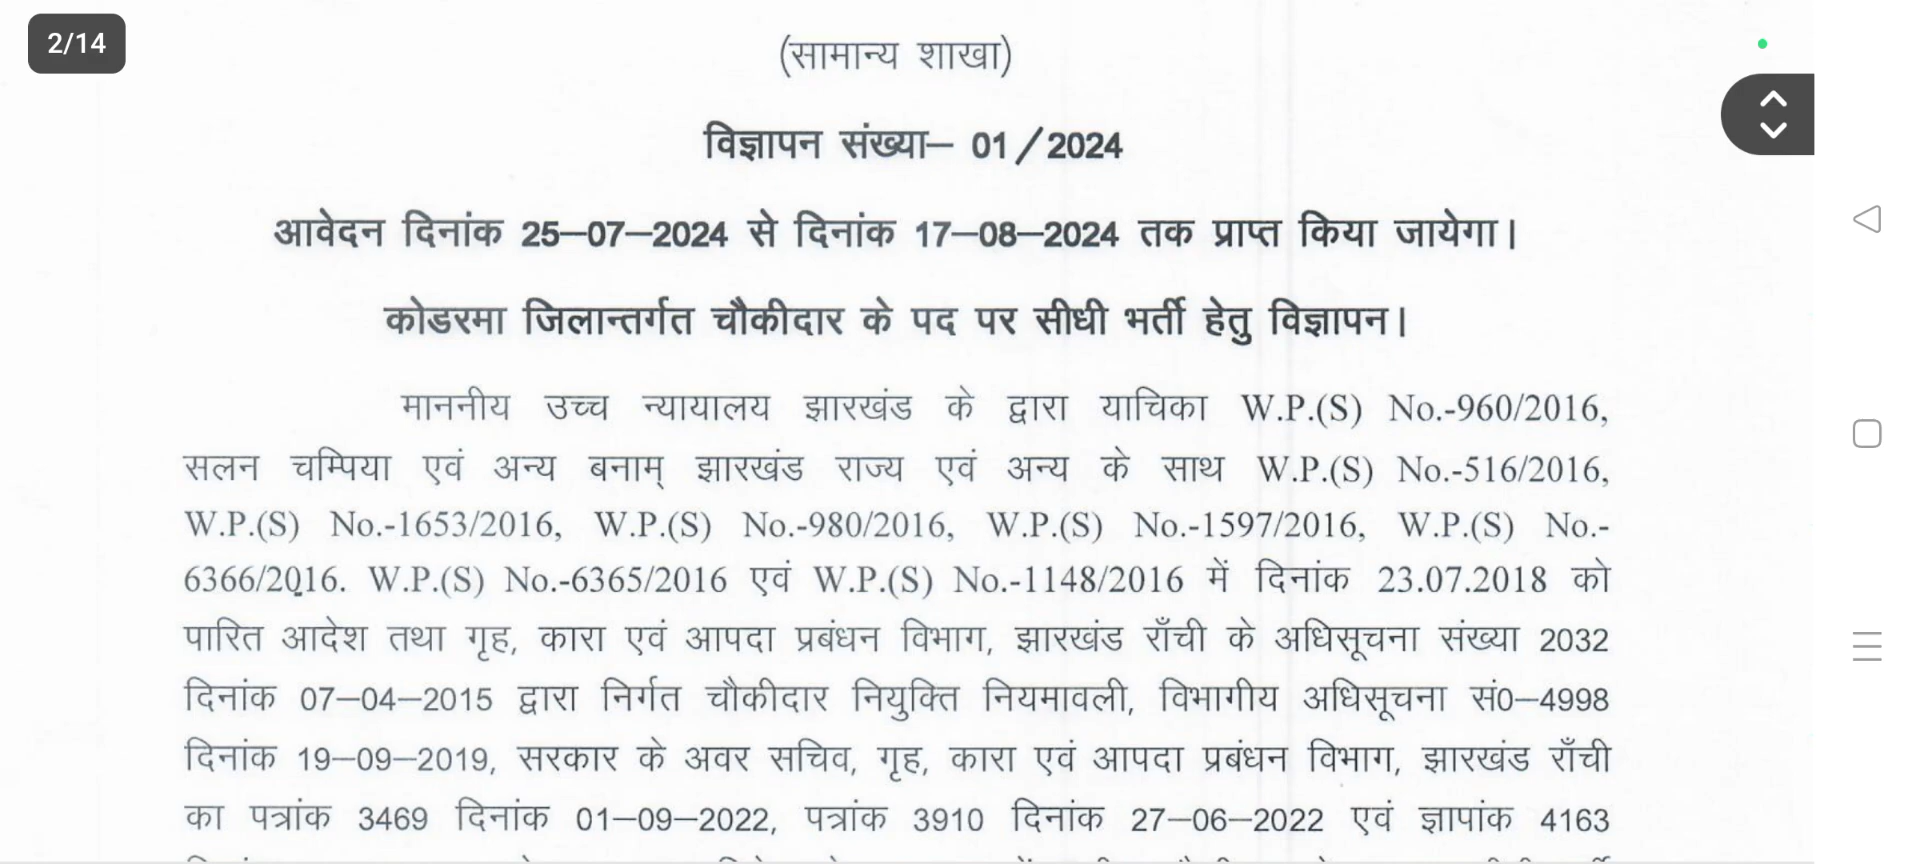 2/14
(सामान्य शाखा)
विज्ञापन संख्या– 01/2024
आवेदन दिनांक 25–07–2024 से दिनांक 17–08–2024 तक प्राप्त किया जायेगा।
कोडरमा जिलान्तर्गत चौकीदार के पद पर सीधी भर्ती हेतु विज्ञापन।
माननीय उच्च न्यायालय झारखंड के द्वारा याचिका W.P.(S) No.-960/2016,
सलन चम्पिया एवं अन्य बनाम् झारखंड राज्य एवं अन्य के साथ W.P.(S) No.-516/2016,
W.P.(S) No.-1653/2016, W.P.(S) No.-980/2016, W.P.(S) No.-1597/2016, W.P.(S) No.-
6366/2016. W.P.(S) No.-6365/2016 एवं W.P.(S) No.-1148/2016 में दिनांक 23.07.2018 को
पारित आदेश तथा गृह, कारा एवं आपदा प्रबंधन विभाग, झारखंड राँची के अधिसूचना संख्या 2032
दिनांक 07–04–2015 द्वारा निर्गत चौकीदार नियुक्ति नियमावली, विभागीय अधिसूचना सं0–4998
दिनांक 19–09–2019, सरकार के अवर सचिव, गृह, कारा एवं आपदा प्रबंधन विभाग, झारखंड राँची
का पत्रांक 3469 दिनांक 01–09–2022, पत्रांक 3910 दिनांक 27–06–2022 एवं ज्ञापांक 4163